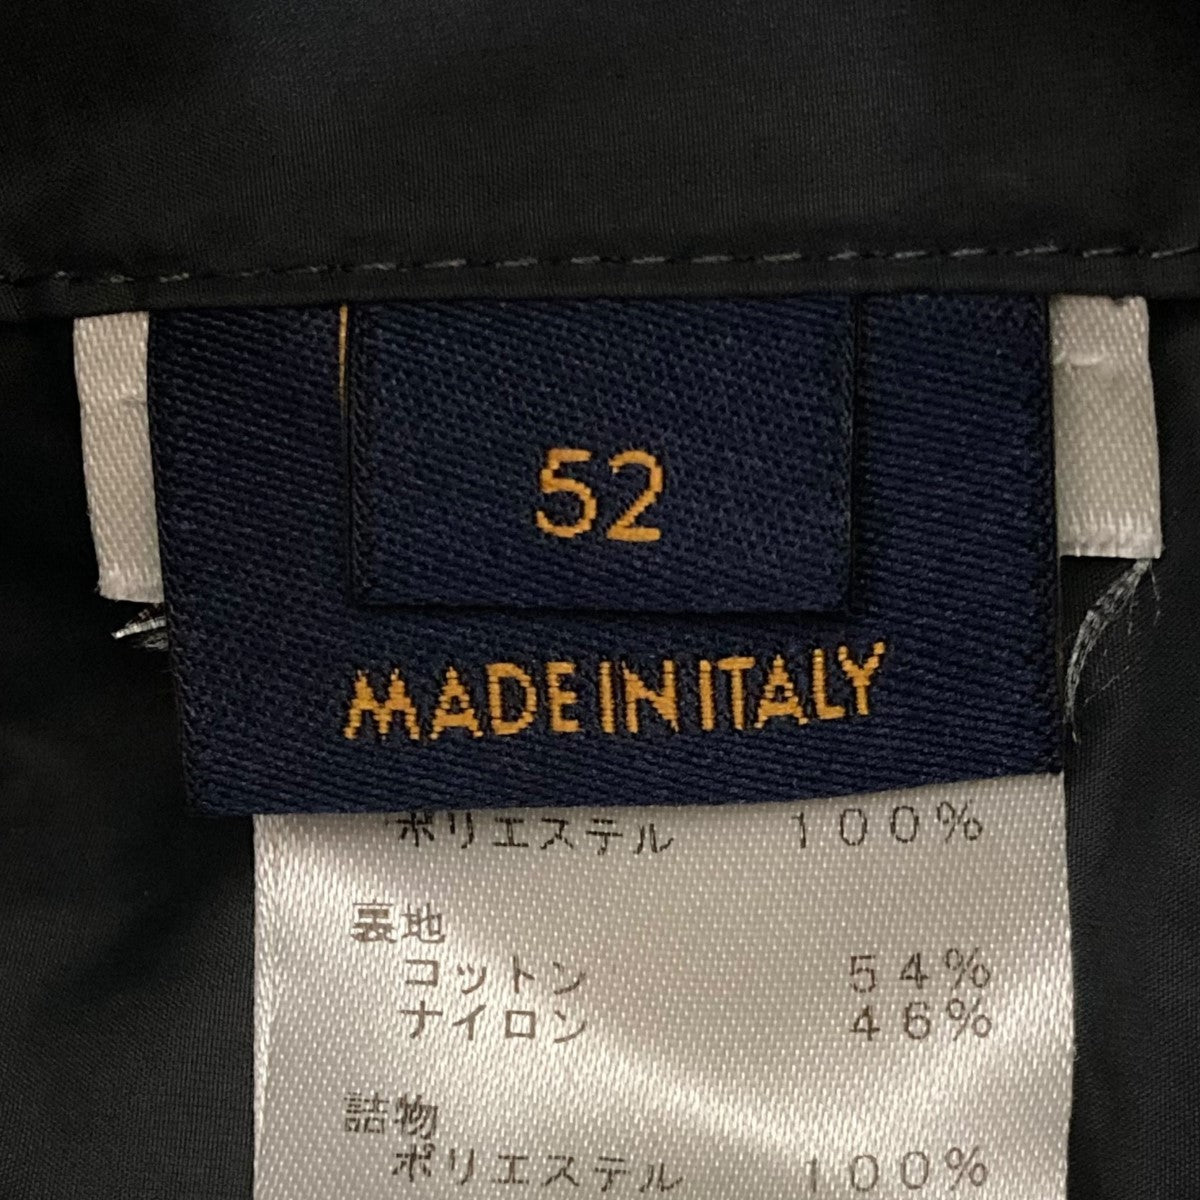 52
MADE IN ITALY
ポリエステル 100%
裏地
コットン 54%
ナイロン 46%
詰物
ポリエステル 100%